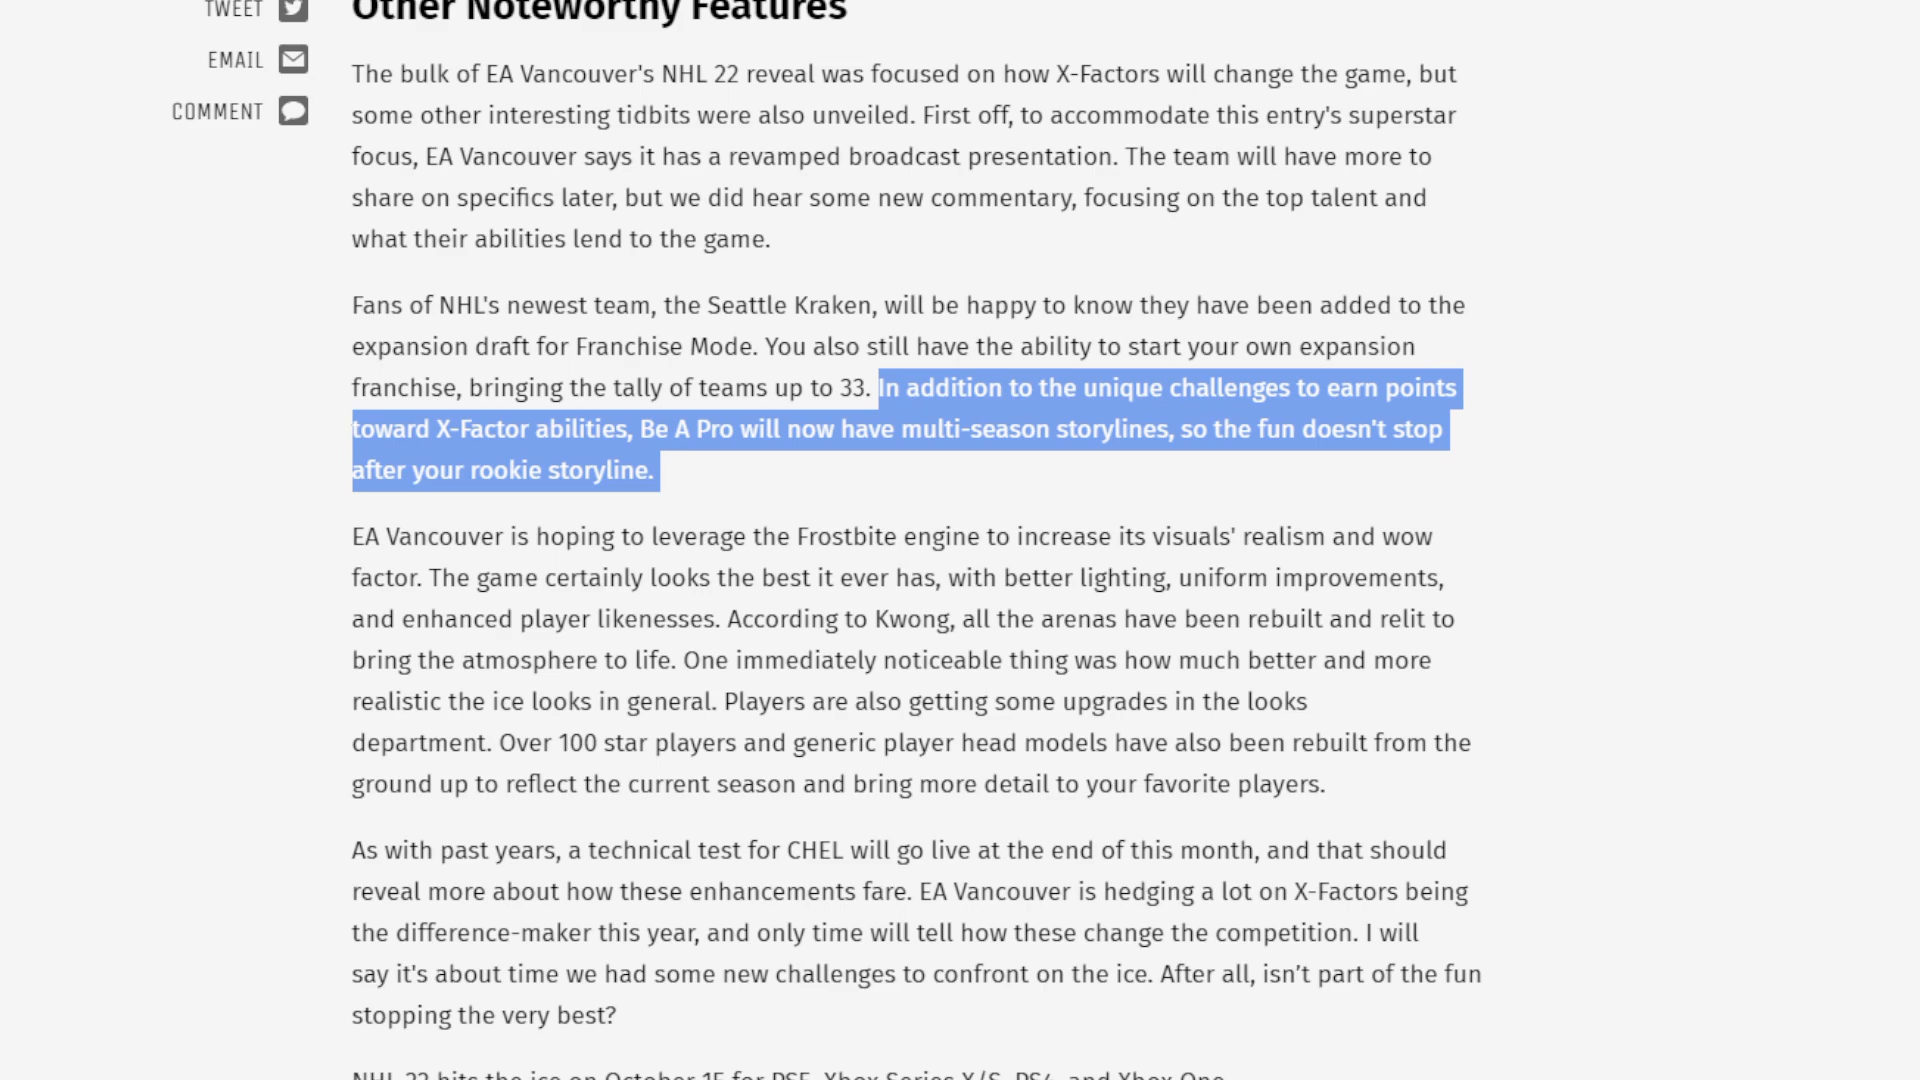 TWEET
Other Noteworthy Features
EMAIL
COMMENT
The bulk of EA Vancouver's NHL 22 reveal was focused on how X-Factors will change the game, but
some other interesting tidbits were also unveiled. First off, to accommodate this entry's superstar
focus, EA Vancouver says it has a revamped broadcast presentation. The team will have more to
share on specifics later, but we did hear some new commentary, focusing on the top talent and
what their abilities lend to the game.
Fans of NHL's newest team, the Seattle Kraken, will be happy to know they have been added to the
expansion draft for Franchise Mode. You also still have the ability to start your own expansion
franchise, bringing the tally of teams up to 33. In addition to the unique challenges to earn points
toward X-Factor abilities, Be A Pro will now have multi-season storylines, so the fun doesn't stop
after your rookie storyline.
EA Vancouver is hoping to leverage the Frostbite engine to increase its visuals' realism and wow
factor. The game certainly looks the best it ever has, with better lighting, uniform improvements,
and enhanced player likenesses. According to Kwong, all the arenas have been rebuilt and relit to
bring the atmosphere to life. One immediately noticeable thing was how much better and more
realistic the ice looks in general. Players are also getting some upgrades in the looks
department. Over 100 star players and generic player head models have also been rebuilt from the
ground up to reflect the current season and bring more detail to your favorite players.
As with past years, a technical test for CHEL will go live at the end of this month, and that should
reveal more about how these enhancements fare. EA Vancouver is hedging a lot on X-Factors being
the difference-maker this year, and only time will tell how these change the competition. I will
say it's about time we had some new challenges to confront on the ice. After all, isn’t part of the fun
stopping the very best?
NHL 22 hits the ice on October 15 for PS5, Xbox Series X/S, PS4, and Xbox One.